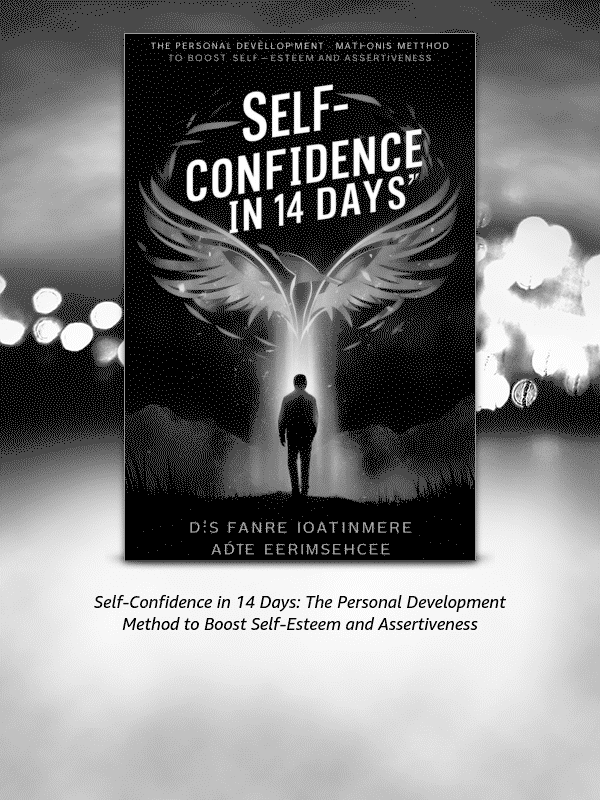 THE PERSONAL DEVELLOPMENT MATI-ONIS METTHOD
TO BOOST SELF-ESTEEM AND ASSERTIVENESS
SELF-
CONFIDENCE
IN 14 DAYS"
D:S FANRE IOATINMERE
ADTE EERIMSEHCEE
Self-Confidence in 14 Days: The Personal Development
Method to Boost Self-Esteem and Assertiveness